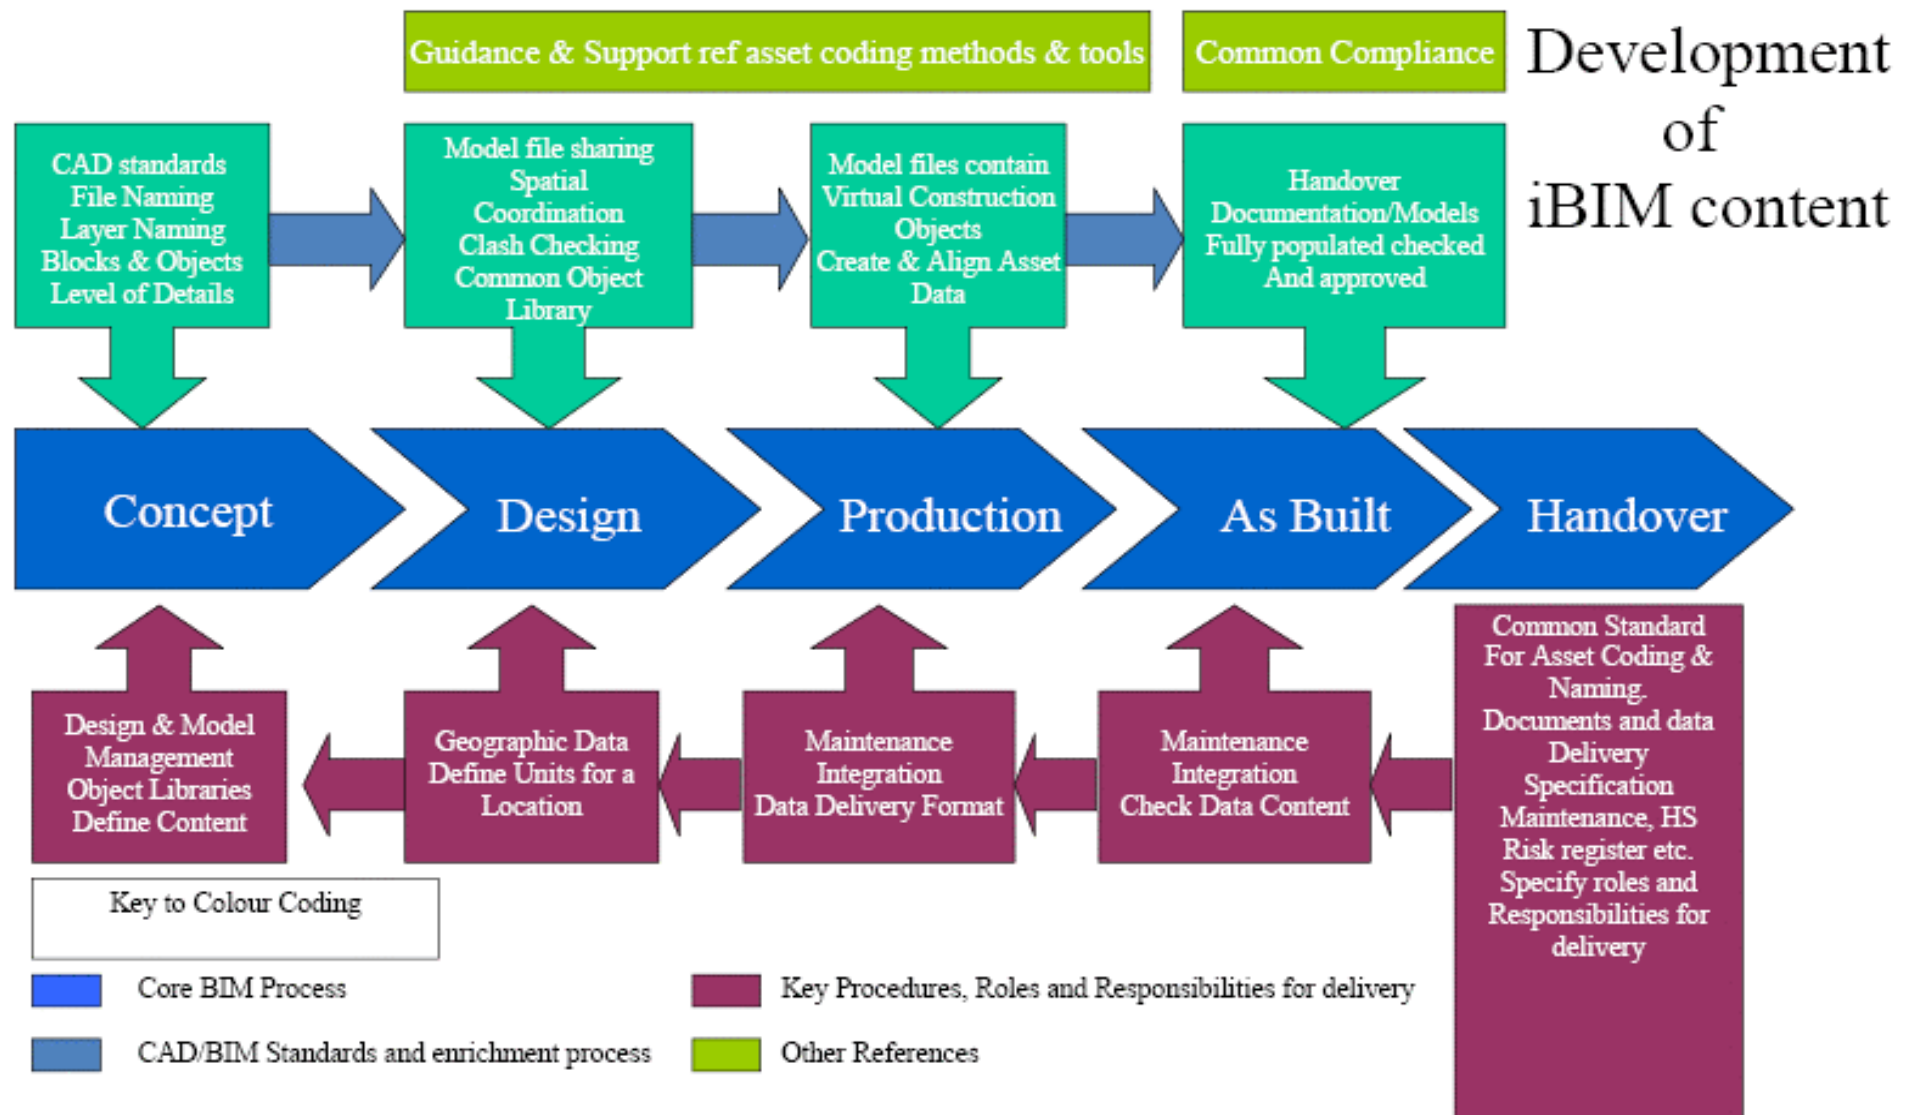 Guidance & Support ref asset coding methods & tools
Common Compliance
Development
of
iBIM content
CAD standards
File Naming
Layer Naming
Blocks & Objects
Level of Details
Model file sharing
Spatial
Coordination
Clash Checking
Common Object
Library
Model files contain
Virtual Construction
Objects
Create & Align Asset
Data
Handover
Documentation/Models
Fully populated checked
And approved
Concept
Design
Production
As Built
Handover
Design & Model
Management
Object Libraries
Define Content
Geographic Data
Define Units for a
Location
Maintenance
Integration
Data Delivery Format
Maintenance
Integration
Check Data Content
Common Standard
For Asset Coding &
Naming.
Documents and data
Delivery
Specification
Maintenance, HS
Risk register etc.
Specify roles and
Responsibilities for
delivery
Key to Colour Coding
Core BIM Process
Key Procedures, Roles and Responsibilities for delivery
CAD/BIM Standards and enrichment process
Other References